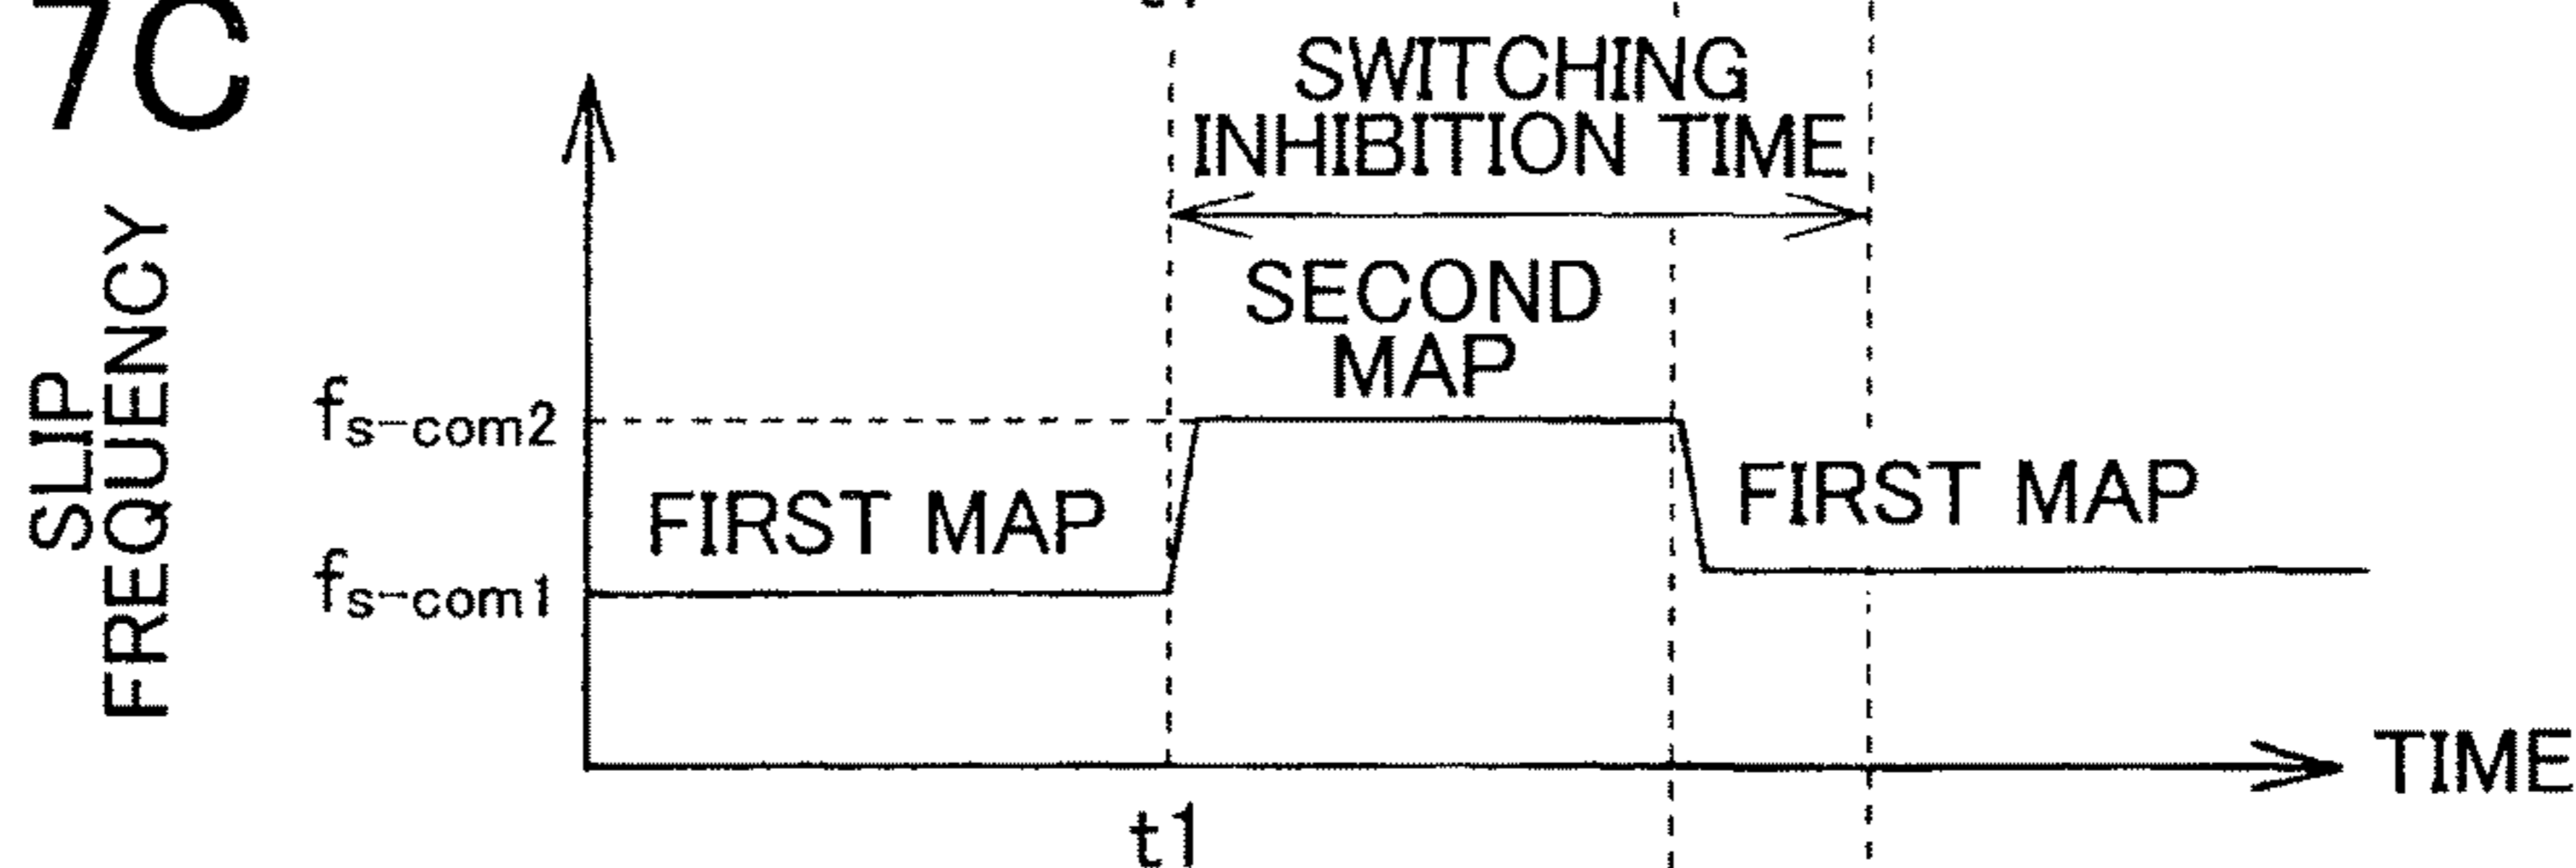 7C
SWITCHING
INHIBITION TIME
SECOND
MAP
SLIP
FREQUENCY
fs-com2
FIRST MAP
FIRST MAP
fs-com1
TIME
t1